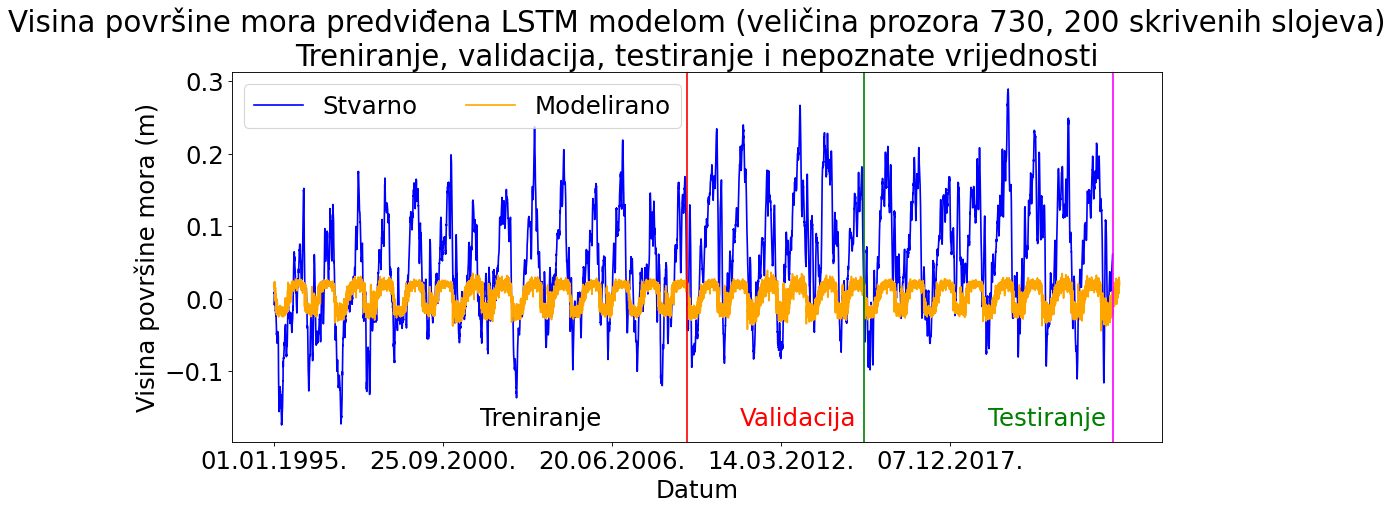 Visina površine mora predviđena LSTM modelom (veličina prozora 730, 200 skrivenih slojeva)
Treniranje, validacija, testiranje i nepoznate vrijednosti
Stvarno Modelirano
Visina površine mora (m)
0.3
0.2
0.1
0.0
−0.1
Treniranje Validacija Testiranje
01.01.1995. 25.09.2000. 20.06.2006. 14.03.2012. 07.12.2017.
Datum